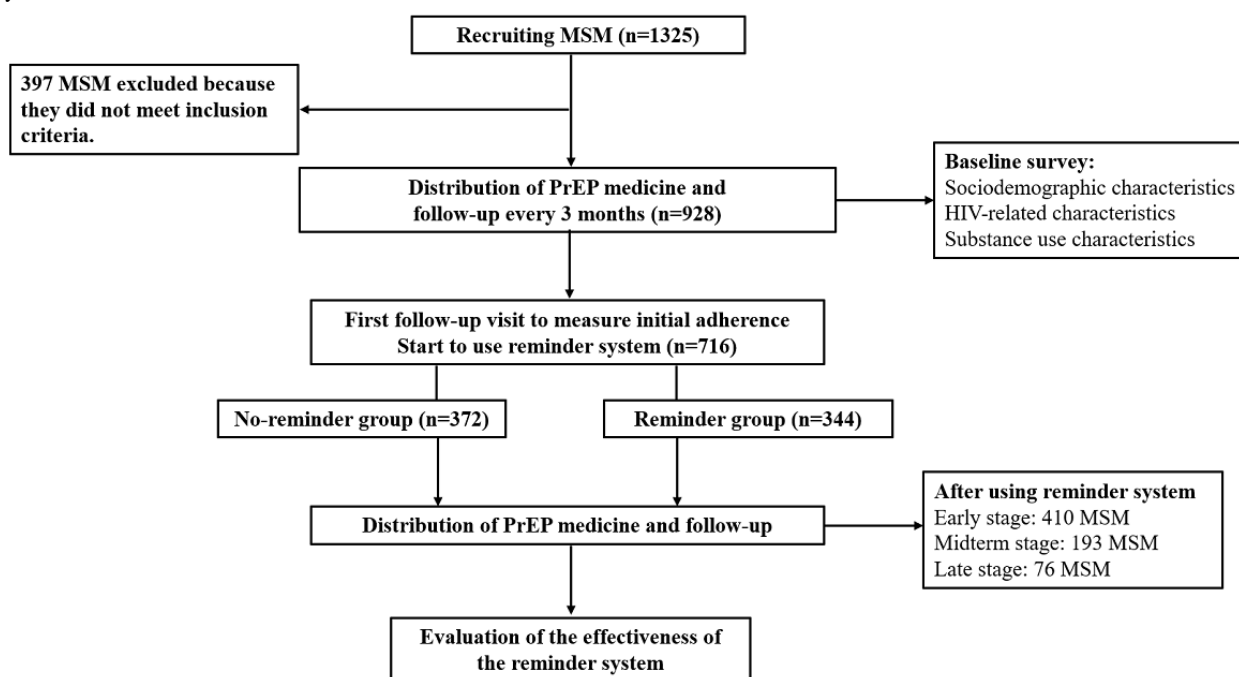 Recruiting MSM (n=1325)
397 MSM excluded because
they did not meet inclusion
criteria.
Distribution of PrEP medicine and
follow-up every 3 months (n=928)
Baseline survey:
Sociodemographic characteristics
HIV-related characteristics
Substance use characteristics
First follow-up visit to measure initial adherence
Start to use reminder system (n=716)
No-reminder group (n=372)
Reminder group (n=344)
Distribution of PrEP medicine and follow-up
After using reminder system
Early stage: 410 MSM
Midterm stage: 193 MSM
Late stage: 76 MSM
Evaluation of the effectiveness of
the reminder system